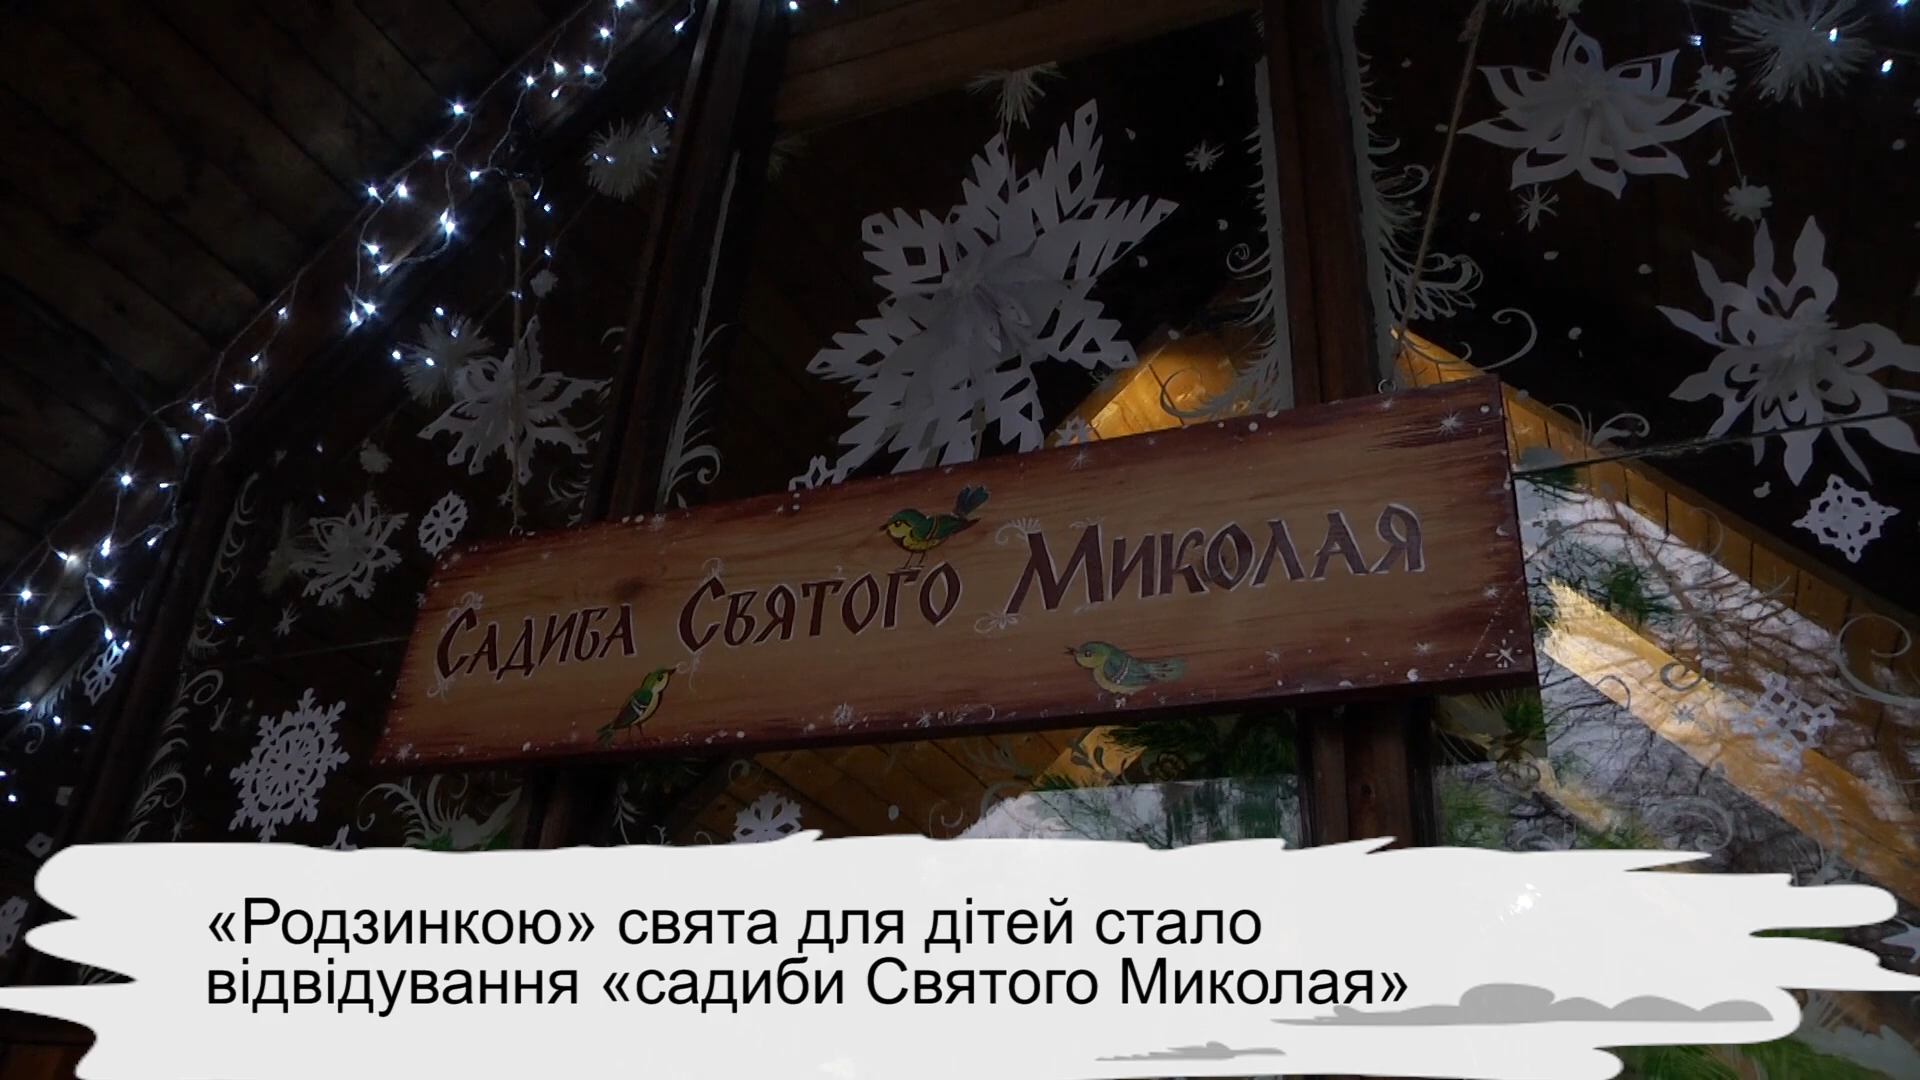 Садиба Святого Миколая
«Родзинкою» свята для дітей стало
відвідування «садиби Святого Миколая»